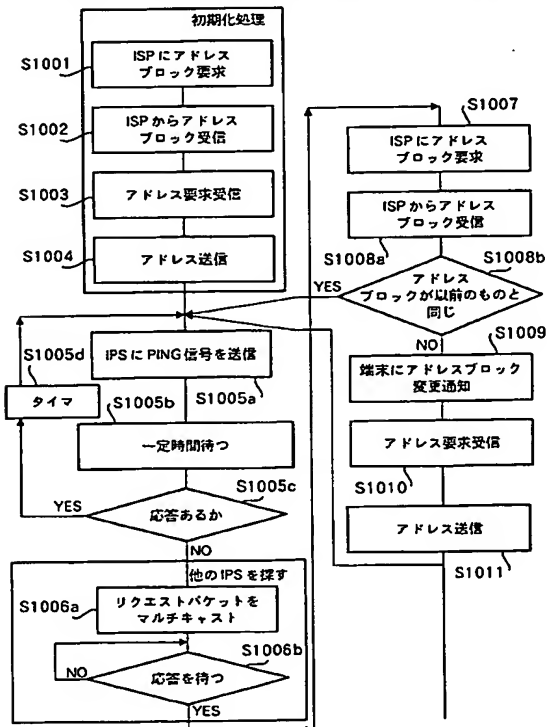 初期化処理
S1001
ISPにアドレス
ブロック要求
S1002
ISPからアドレス
ブロック受信
S1003
アドレス要求受信
S1004
アドレス送信
IPSにPING信号を送信
S1005a
S1005d
タイマ
S1005b
一定時間待つ
S1005c
応答あるか
YES
NO
他のIPSを探す
S1006a
リクエストパケットを
マルチキャスト
S1006b
応答を待つ
NO
YES
S1007
ISPにアドレス
ブロック要求
ISPからアドレス
ブロック受信
S1008a
S1008b
アドレス
ブロックが以前のものと
同じ
YES
NO
S1009
端末にアドレスブロック
変更通知
アドレス要求受信
S1010
アドレス送信
S1011